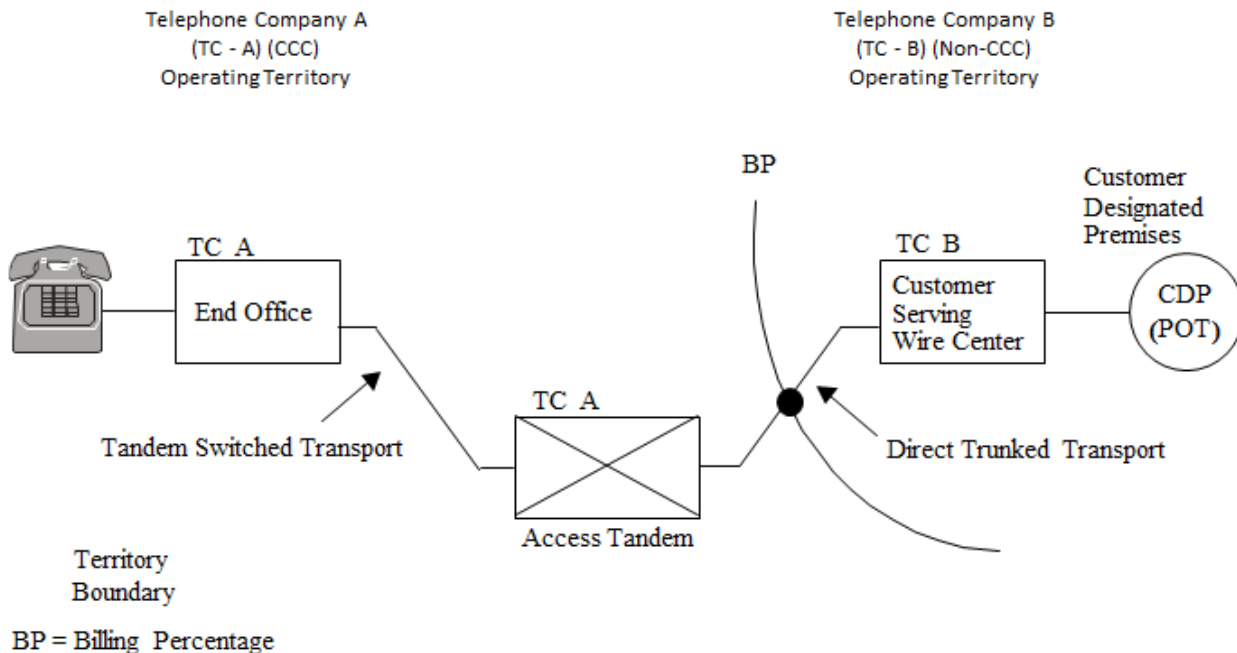 Telephone Company A
(TC - A) (CCC)
Operating Territory
Telephone Company B
(TC - B) (Non-CCC)
Operating Territory
BP
Customer
Designated
Premises
TC A
End Office
TC B
Customer
Serving
Wire Center
CDP
(POT)
Tandem Switched Transport
TC A
Direct Trunked Transport
Access Tandem
Territory
Boundary
BP = Billing Percentage